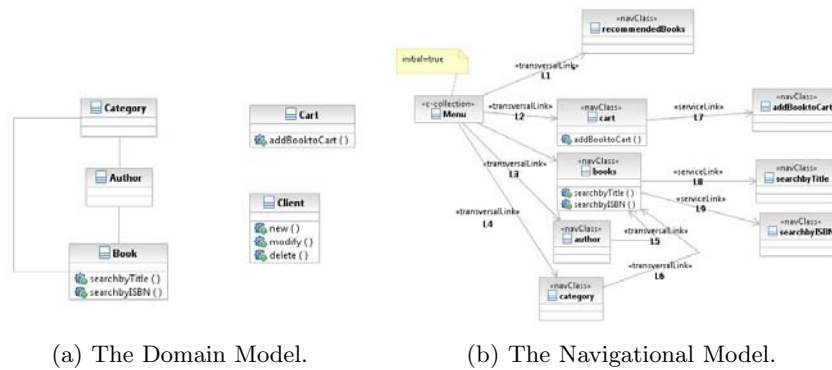 Category
Author
Book
searchbyTitle ( )
searchbyISBN ( )
Cart
addBooktoCart ( )
Client
new ( )
modify ( )
delete ( )
(a) The Domain Model.
initial=true
«navClass»
recommendedBooks
«transversalLink»
L1
«c-collection»
Menu
«transversalLink»
L2
«navClass»
cart
addBooktoCart ( )
«serviceLink»
L7
«navClass»
addBooktoCart
«transversalLink»
L3
«navClass»
books
searchbyTitle ( )
searchbyISBN ( )
«serviceLink»
L8
«navClass»
searchbyTitle
«serviceLink»
L9
«navClass»
searchbyISBN
«transversalLink»
L4
«navClass»
author
«transversalLink»
L5
«transversalLink»
L6
«navClass»
category
(b) The Navigational Model.